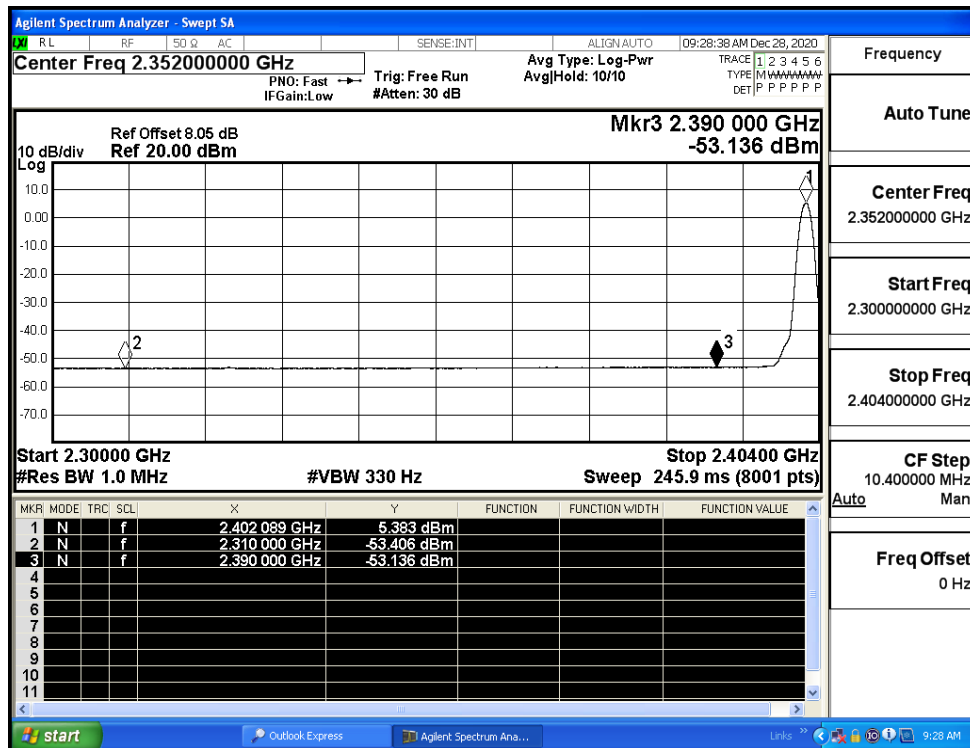 Agilent Spectrum Analyzer - Swept SA
LXI RL RF 50 Ω AC SENSE:INT ALIGN AUTO 09:28:38 AM Dec 28, 2020
Center Freq 2.352000000 GHz
PNO: Fast
IFGain:Low
Trig: Free Run
#Atten: 30 dB
Avg Type: Log-Pwr
Avg|Hold: 10/10
TRACE 1 2 3 4 5 6
TYPE M WWWWW
DET P P P P P P
Mkr3 2.390 000 GHz
-53.136 dBm
Ref Offset 8.05 dB
10 dB/div Ref 20.00 dBm
Log
10.0
0.00
-10.0
-20.0
-30.0
-40.0
-50.0
-60.0
-70.0
1
2
3
Start 2.30000 GHz Stop 2.40400 GHz
#Res BW 1.0 MHz #VBW 330 Hz Sweep 245.9 ms (8001 pts)
MKR MODE TRC SCL X Y FUNCTION FUNCTION WIDTH FUNCTION VALUE
1 N f 2.402 089 GHz 5.383 dBm
2 N f 2.310 000 GHz -53.406 dBm
3 N f 2.390 000 GHz -53.136 dBm
4
5
6
7
8
9
10
11
Frequency
Auto Tune
Center Freq
2.352000000 GHz
Start Freq
2.300000000 GHz
Stop Freq
2.404000000 GHz
CF Step
10.400000 MHz
Auto Man
Freq Offset
0 Hz
start Outlook Express Agilent Spectrum Ana... Links » 9:28 AM